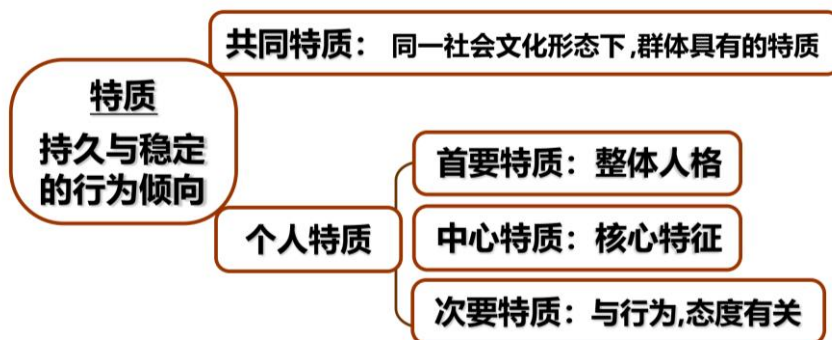 共同特质： 同一社会文化形态下,群体具有的特质
特质
持久与稳定
的行为倾向
首要特质：整体人格
个人特质
中心特质：核心特征
次要特质：与行为,态度有关